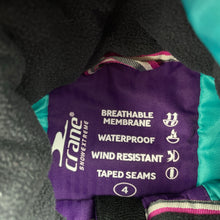 crane
SNOWEXTREME
BREATHABLE
MEMBRANE
WATERPROOF
WIND RESISTANT
TAPED SEAMS
4